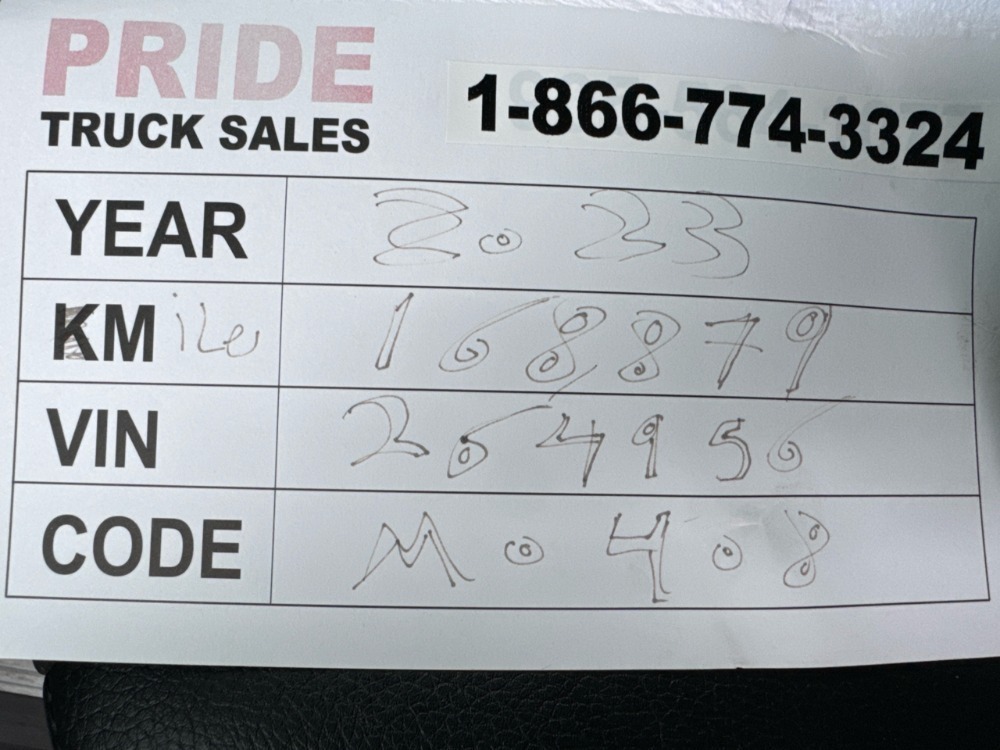 PRIDE
TRUCK SALES
1-866-774-3324
YEAR 2023
KMile 168879
VIN 264956
CODE M0408